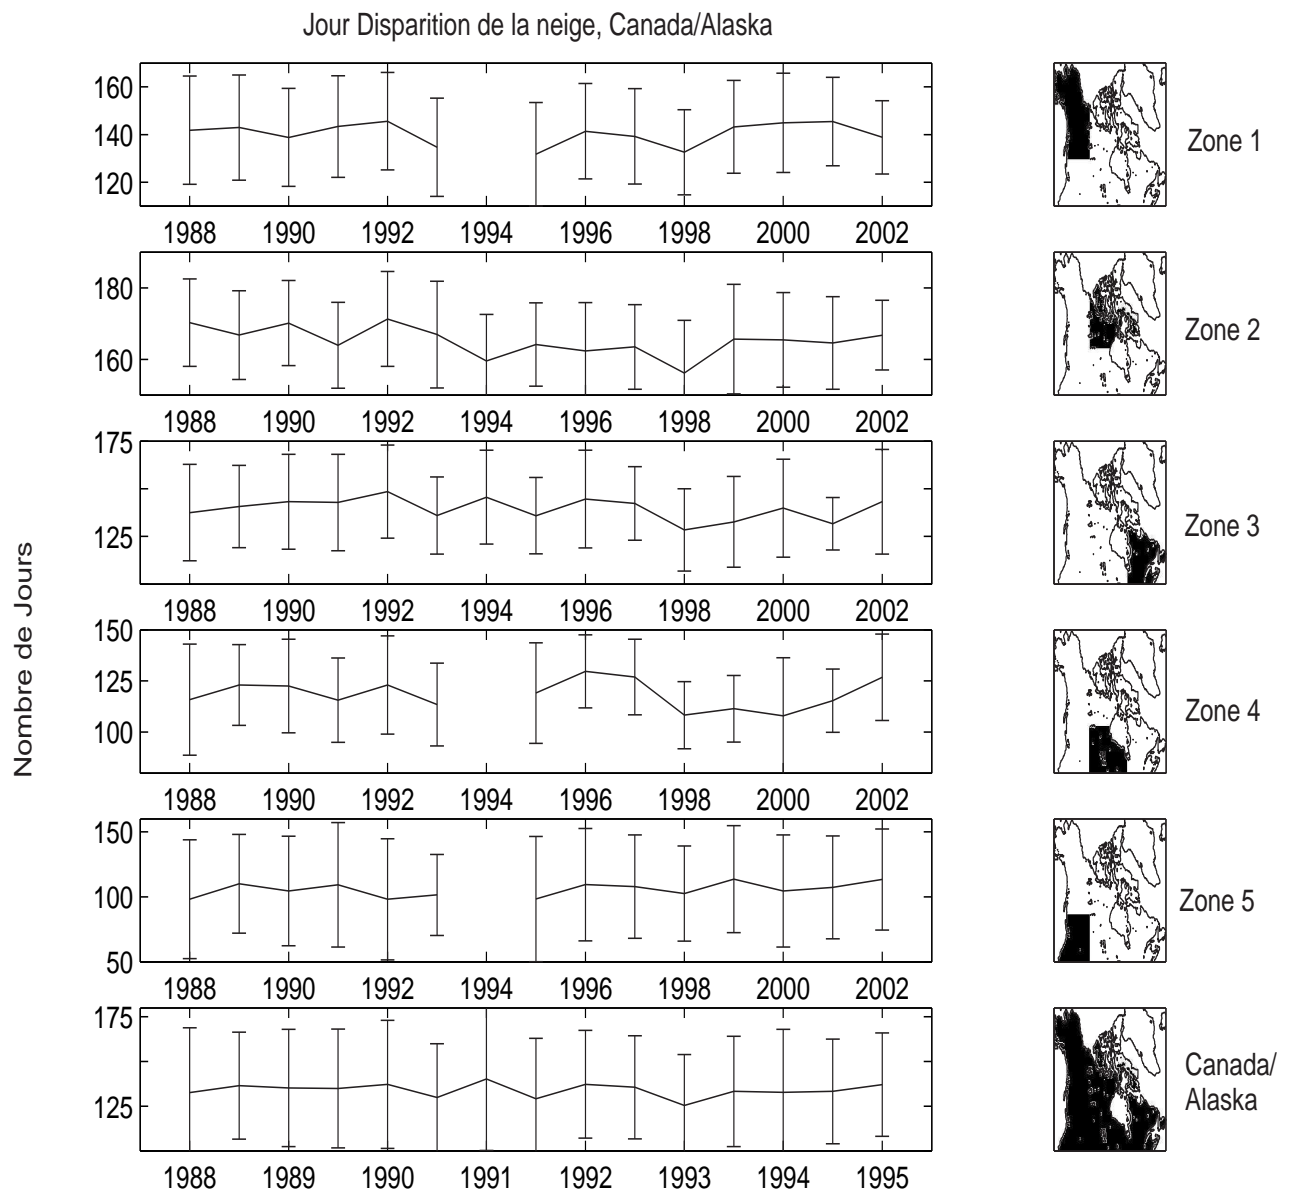 Jour Disparition de la neige, Canada/Alaska
160
140
120
1988 1990 1992 1994 1996 1998 2000 2002
Zone 1
180
160
1988 1990 1992 1994 1996 1998 2000 2002
Zone 2
175
125
1988 1990 1992 1994 1996 1998 2000 2002
Zone 3
Nombre de Jours
150
125
100
1988 1990 1992 1994 1996 1998 2000 2002
Zone 4
150
100
50
1988 1990 1992 1994 1996 1998 2000 2002
Zone 5
175
125
1988 1989 1990 1991 1992 1993 1994 1995
Canada/
Alaska